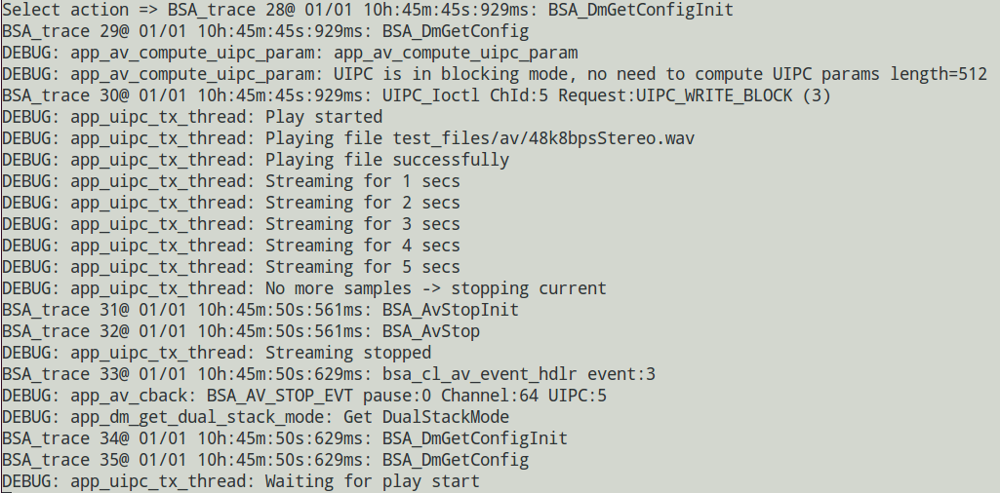 Select action => BSA_trace 28@ 01/01 10h:45m:45s:929ms: BSA_DmGetConfigInit
BSA_trace 29@ 01/01 10h:45m:45s:929ms: BSA_DmGetConfig
DEBUG: app_av_compute_uipc_param: app_av_compute_uipc_param
DEBUG: app_av_compute_uipc_param: UIPC is in blocking mode, no need to compute UIPC params length=512
BSA_trace 30@ 01/01 10h:45m:45s:929ms: UIPC_Ioctl ChId:5 Request:UIPC_WRITE_BLOCK (3)
DEBUG: app_uipc_tx_thread: Play started
DEBUG: app_uipc_tx_thread: Playing file test_files/av/48k8bpsStereo.wav
DEBUG: app_uipc_tx_thread: Playing file successfully
DEBUG: app_uipc_tx_thread: Streaming for 1 secs
DEBUG: app_uipc_tx_thread: Streaming for 2 secs
DEBUG: app_uipc_tx_thread: Streaming for 3 secs
DEBUG: app_uipc_tx_thread: Streaming for 4 secs
DEBUG: app_uipc_tx_thread: Streaming for 5 secs
DEBUG: app_uipc_tx_thread: No more samples -> stopping current
BSA_trace 31@ 01/01 10h:45m:50s:561ms: BSA_AvStopInit
BSA_trace 32@ 01/01 10h:45m:50s:561ms: BSA_AvStop
DEBUG: app_uipc_tx_thread: Streaming stopped
BSA_trace 33@ 01/01 10h:45m:50s:629ms: bsa_cl_av_event_hdlr event:3
DEBUG: app_av_cback: BSA_AV_STOP_EVT pause:0 Channel:64 UIPC:5
DEBUG: app_dm_get_dual_stack_mode: Get DualStackMode
BSA_trace 34@ 01/01 10h:45m:50s:629ms: BSA_DmGetConfigInit
BSA_trace 35@ 01/01 10h:45m:50s:629ms: BSA_DmGetConfig
DEBUG: app_uipc_tx_thread: Waiting for play start